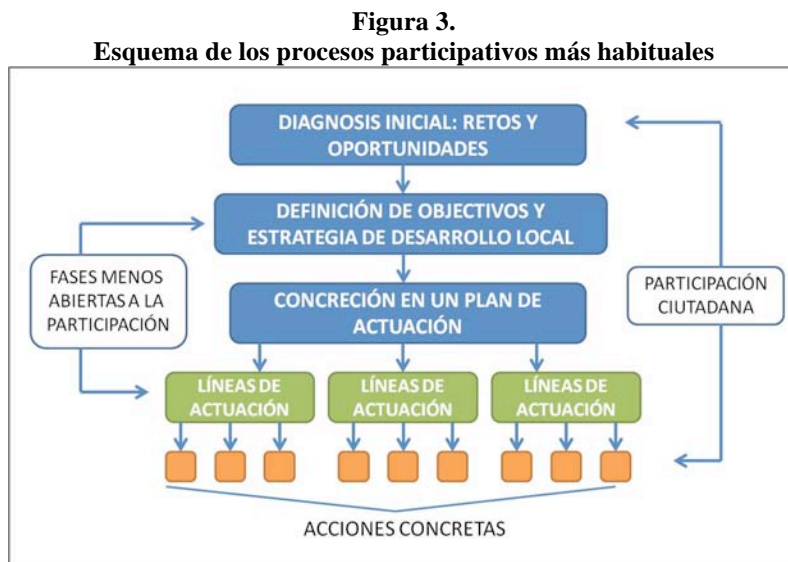 Figura 3.
Esquema de los procesos participativos más habituales
DIAGNOSIS INICIAL: RETOS Y
OPORTUNIDADES
DEFINICIÓN DE OBJECTIVOS Y
ESTRATEGIA DE DESARROLLO LOCAL
FASES MENOS
ABIERTAS A LA
PARTICIPACIÓN
PARTICIPACIÓN
CIUTADANA
CONCRECIÓN EN UN PLAN DE
ACTUACIÓN
LÍNEAS DE
ACTUACIÓN
LÍNEAS DE
ACTUACIÓN
LÍNEAS DE
ACTUACIÓN
ACCIONES CONCRETAS